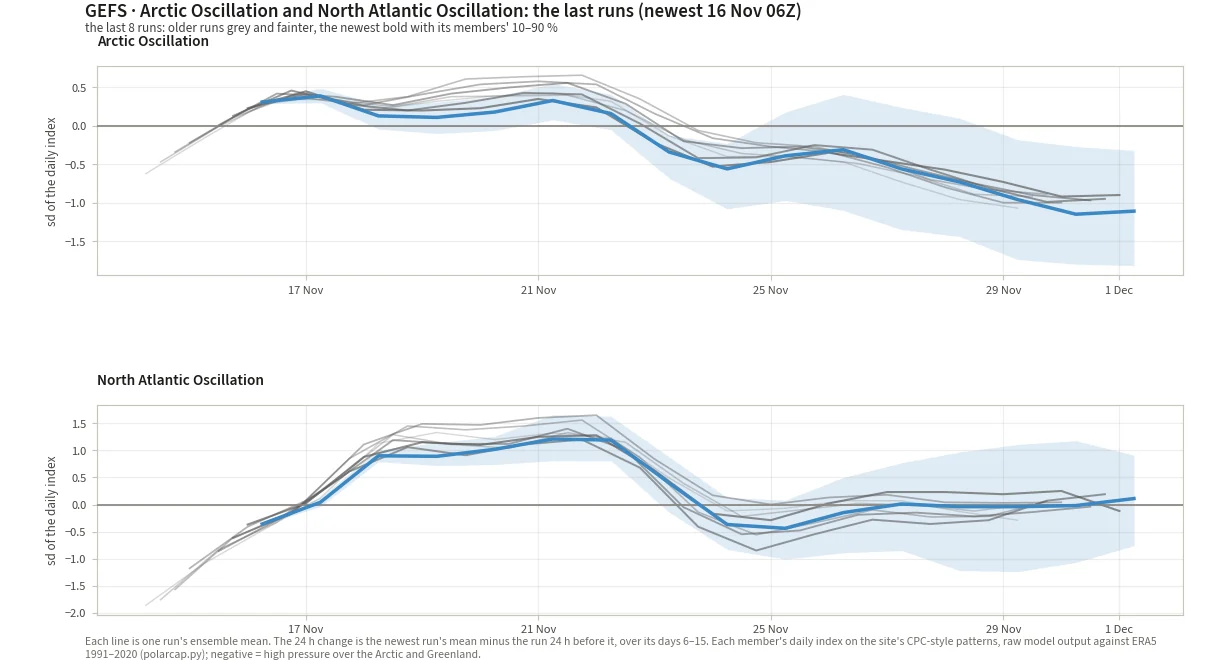 GEFS · Arctic Oscillation and North Atlantic Oscillation: the last runs (newest 16 Nov 06Z)
the last 8 runs: older runs grey and fainter, the newest bold with its members' 10–90 %
Arctic Oscillation
sd of the daily index
0.5
0.0
−0.5
−1.0
−1.5
17 Nov
21 Nov
25 Nov
29 Nov
1 Dec
North Atlantic Oscillation
sd of the daily index
1.5
1.0
0.5
0.0
−0.5
−1.0
−1.5
−2.0
17 Nov
21 Nov
25 Nov
29 Nov
1 Dec
Each line is one run's ensemble mean. The 24 h change is the newest run's mean minus the run 24 h before it, over its days 6–15. Each member's daily index on the site's CPC-style patterns, raw model output against ERA5
1991–2020 (polarcap.py); negative = high pressure over the Arctic and Greenland.